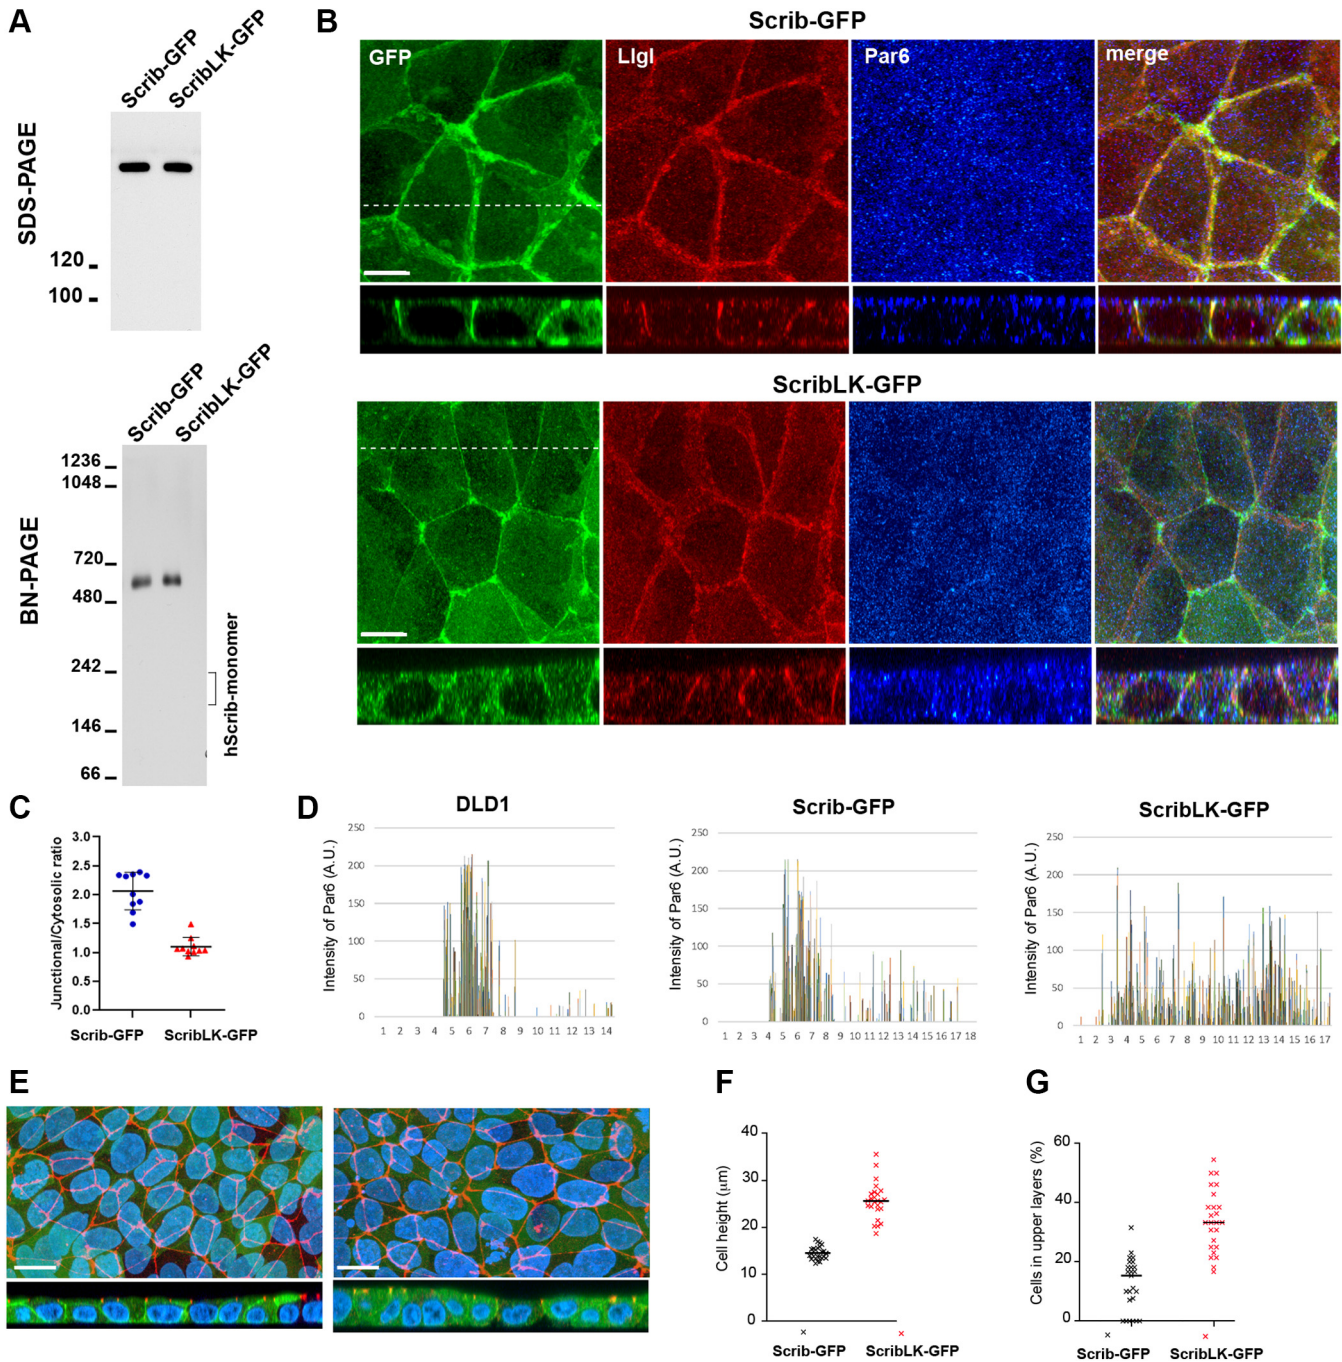 A
Scrib-GFP
ScribLK-GFP
SDS-PAGE
120
100
Scrib-GFP
ScribLK-GFP
BN-PAGE
1236
1048
720
480
242
146
66
hScrib-monomer
B
Scrib-GFP
GFP
Llgl
Par6
merge
ScribLK-GFP
C
Junctional/Cytosolic ratio
3.0
2.5
2.0
1.5
1.0
0.5
0.0
Scrib-GFP
ScribLK-GFP
D
DLD1
Intensity of Par6 (A.U.)
250
200
150
100
50
0
1 2 3 4 5 6 7 8 9 10 11 12 13 14
Scrib-GFP
Intensity of Par6 (A.U.)
250
200
150
100
50
0
1 2 3 4 5 6 7 8 9 10 11 12 13 14 15 16 17 18
ScribLK-GFP
Intensity of Par6 (A.U.)
250
200
150
100
50
0
1 2 3 4 5 6 7 8 9 10 11 12 13 14 15 16 17
E
F
Cell height (μm)
40
30
20
10
0
Scrib-GFP
ScribLK-GFP
G
Cells in upper layers (%)
60
40
20
0
Scrib-GFP
ScribLK-GFP